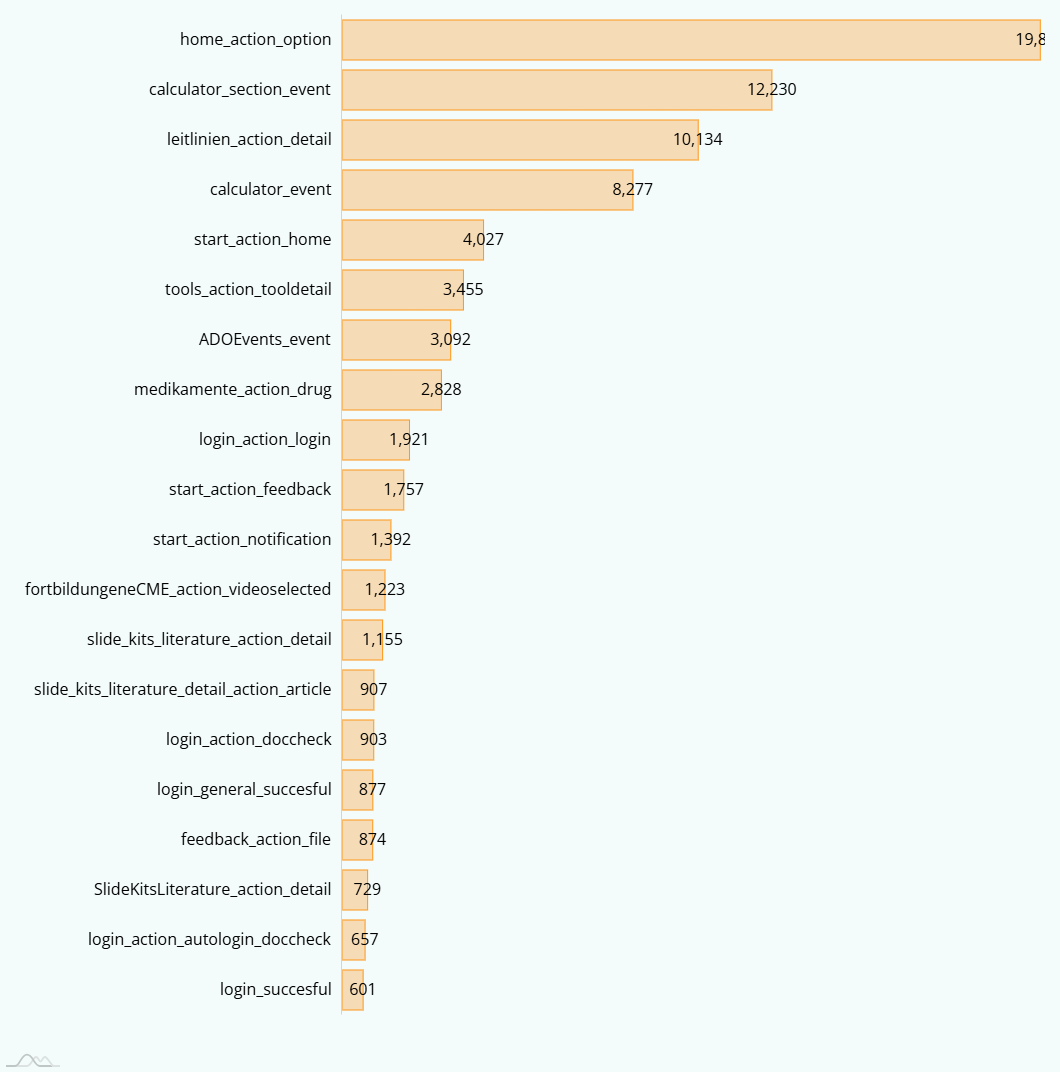 home_action_option 19,8
calculator_section_event 12,230
leitlinien_action_detail 10,134
calculator_event 8,277
start_action_home 4,027
tools_action_tooldetail 3,455
ADOEvents_event 3,092
medikamente_action_drug 2,828
login_action_login 1,921
start_action_feedback 1,757
start_action_notification 1,392
fortbildungeneCME_action_videoselected 1,223
slide_kits_literature_action_detail 1,155
slide_kits_literature_detail_action_article 907
login_action_doccheck 903
login_general_succesful 877
feedback_action_file 874
SlideKitsLiterature_action_detail 729
login_action_autologin_doccheck 657
login_succesful 601